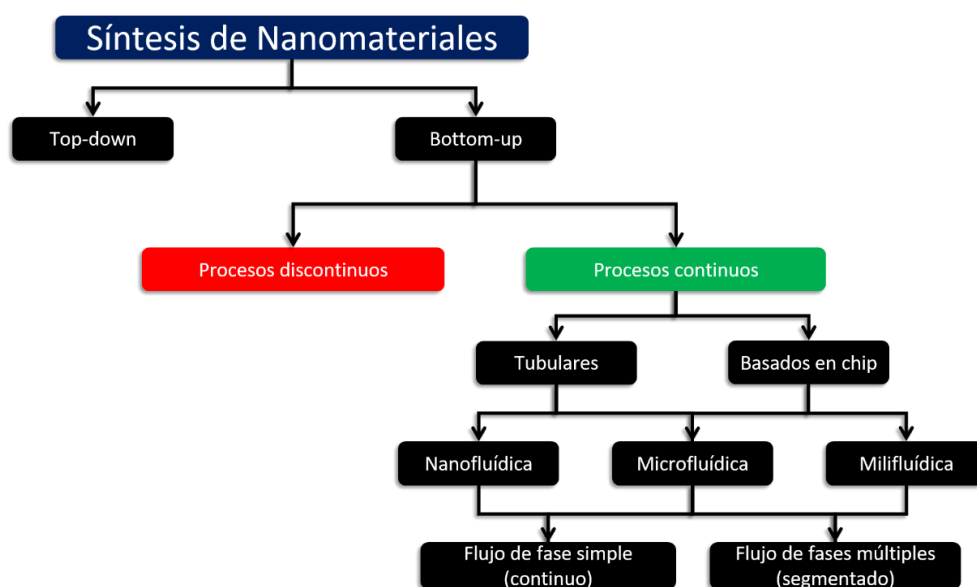 Síntesis de Nanomateriales
Top-down
Bottom-up
Procesos discontinuos
Procesos continuos
Tubulares
Basados en chip
Nanofluídica
Microfluídica
Milifluídica
Flujo de fase simple
(continuo)
Flujo de fases múltiples
(segmentado)